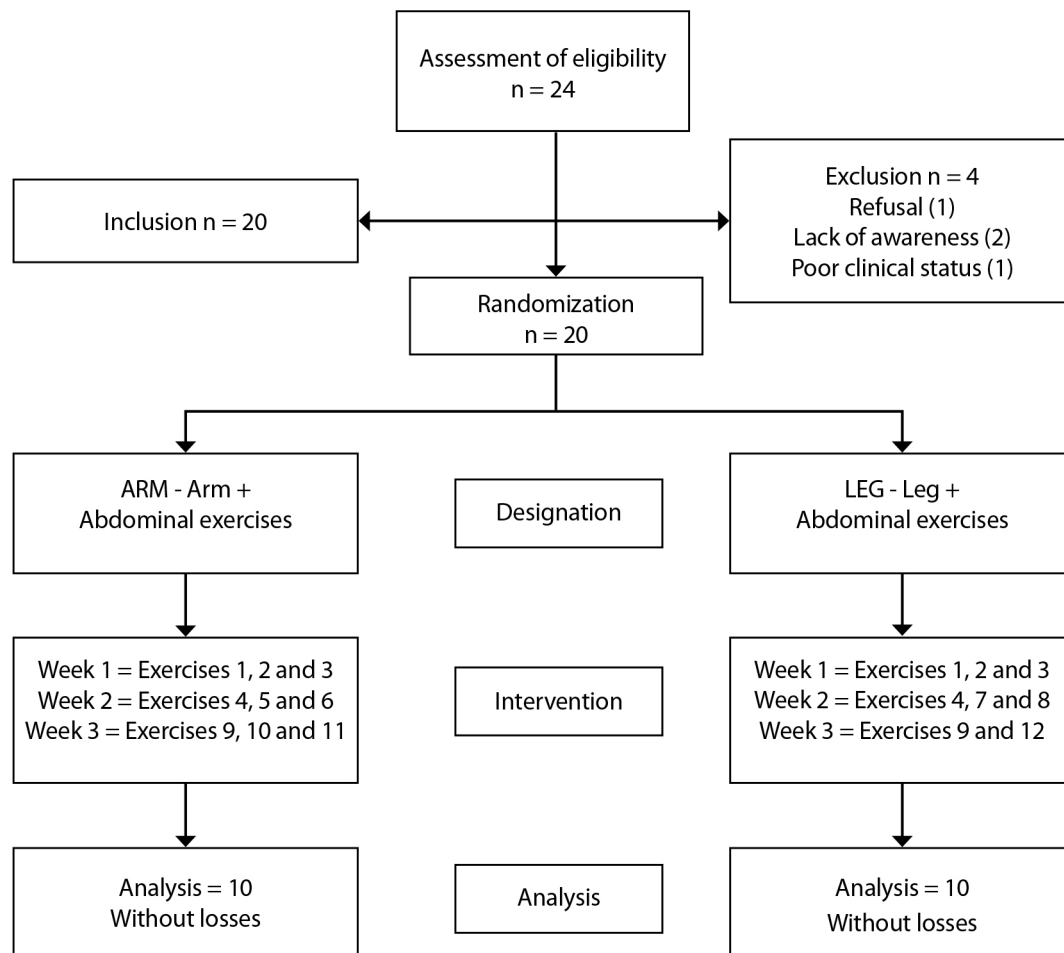 Assessment of eligibility
n = 24
Inclusion n = 20
Exclusion n = 4
Refusal (1)
Lack of awareness (2)
Poor clinical status (1)
Randomization
n = 20
ARM - Arm +
Abdominal exercises
Designation
LEG - Leg +
Abdominal exercises
Week 1 = Exercises 1, 2 and 3
Week 2 = Exercises 4, 5 and 6
Week 3 = Exercises 9, 10 and 11
Intervention
Week 1 = Exercises 1, 2 and 3
Week 2 = Exercises 4, 7 and 8
Week 3 = Exercises 9 and 12
Analysis = 10
Without losses
Analysis
Analysis = 10
Without losses